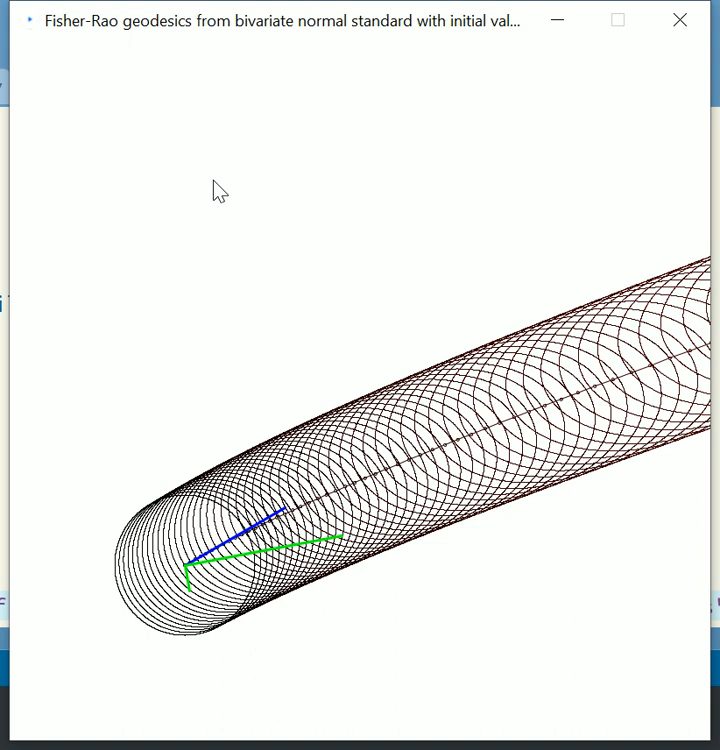 Fisher-Rao geodesics from bivariate normal standard with initial val...